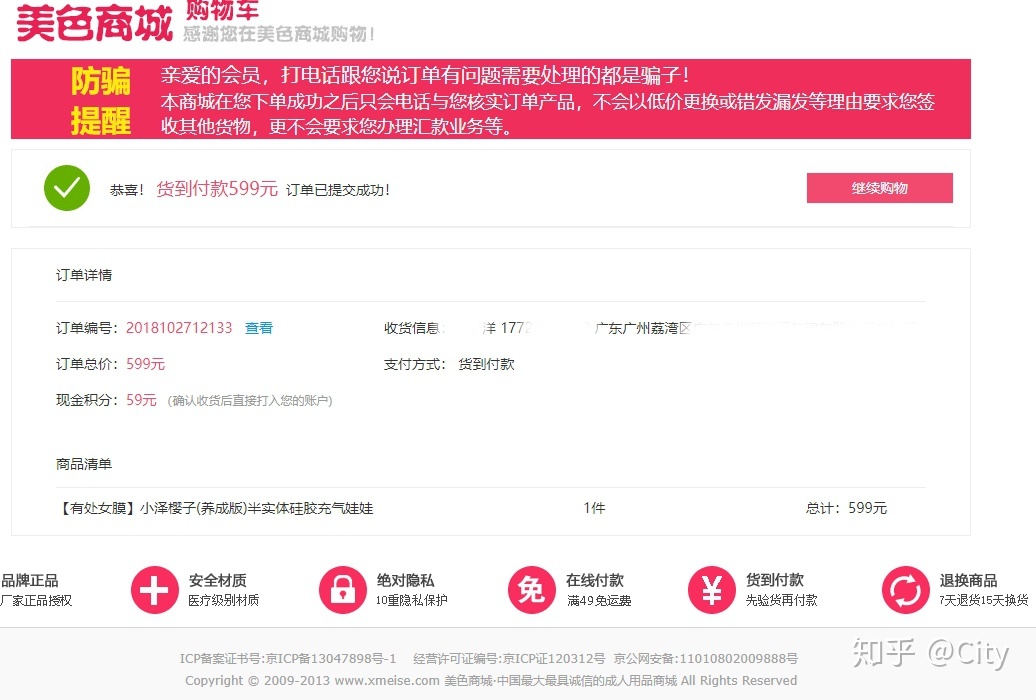 美色商城 购物车
感谢您在美色商城购物!
防骗提醒
亲爱的会员，打电话跟您说订单有问题需要处理的都是骗子!
本商城在您下单成功之后只会电话与您核实订单产品，不会以低价更换或错发漏发等理由要求您签
收其他货物，更不会要求您办理汇款业务等。
恭喜! 货到付款599元 订单已提交成功! 继续购物
订单详情
订单编号: 2018102712133 查看 收货信息: 洋 177 广东广州荔湾区
订单总价: 599元 支付方式: 货到付款
现金积分: 59元 (确认收货后直接打入您的账户)
商品清单
【有处女膜】小泽樱子(养成版)半实体硅胶充气娃娃 1件 总计: 599元
品牌正品 安全材质 绝对隐私 免 在线付款 ¥ 货到付款 退换商品
厂家正品授权 医疗级别材质 10重隐私保护 满49免运费 先验货再付款 7天退货15天换货
ICP备案证书号:京ICP备13047898号-1 经营许可证编号:京ICP证120312号 京公网安备:11010802009888号
Copyright © 2009-2013 www.xmeise.com 美色商城·中国最大最具诚信的成人用品商城 All Rights Reserved
知乎 @City